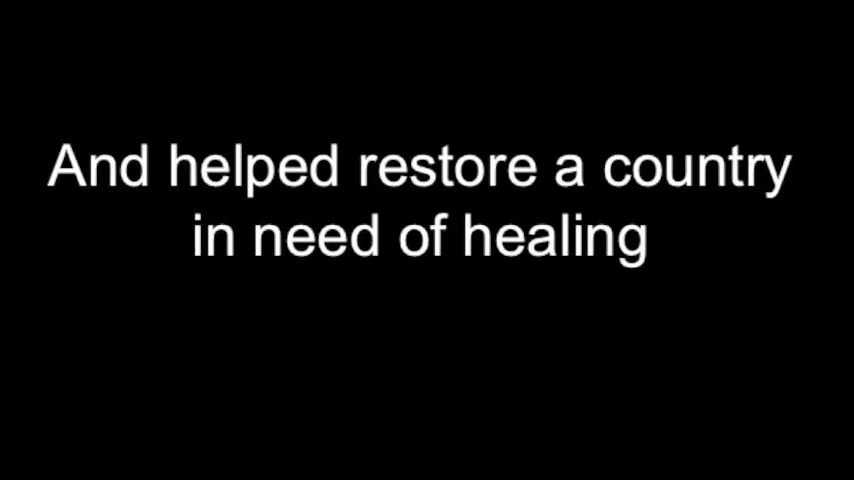 And helped restore a country
in need of healing